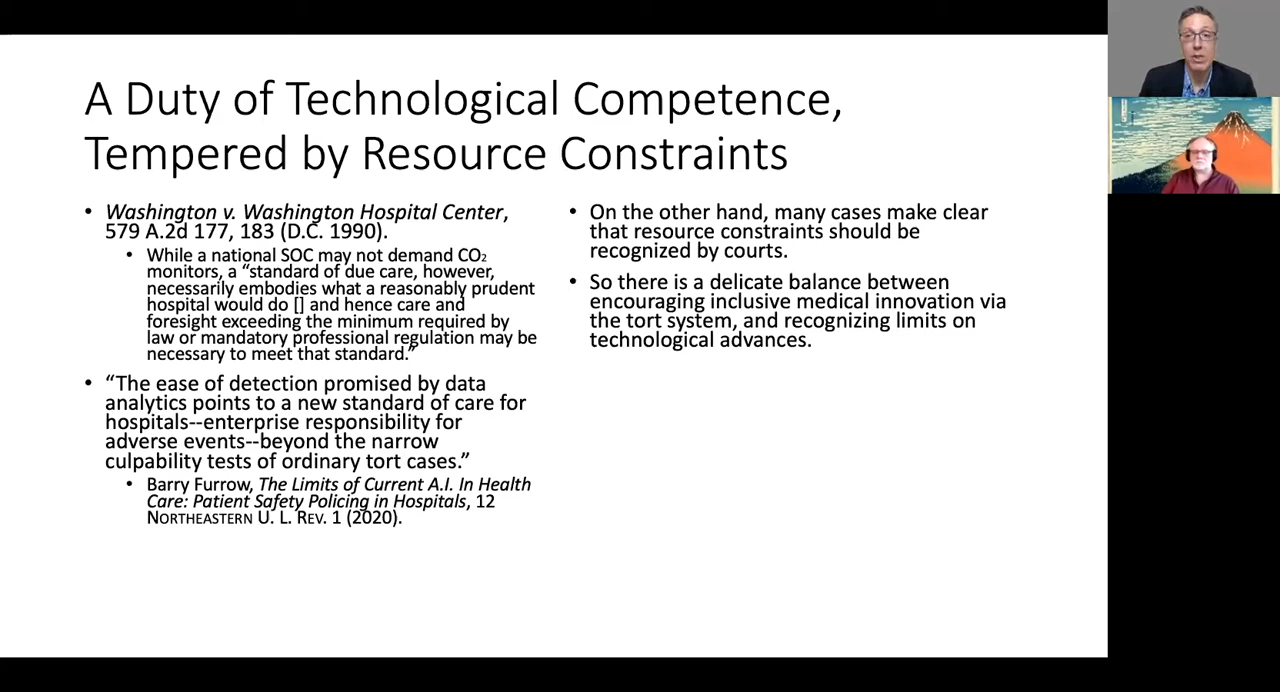 A Duty of Technological Competence,
Tempered by Resource Constraints
• Washington v. Washington Hospital Center,
579 A.2d 177, 183 (D.C. 1990).
• While a national SOC may not demand CO₂
monitors, a “standard of due care, however,
necessarily embodies what a reasonably prudent
hospital would do [] and hence care and
foresight exceeding the minimum required by
law or mandatory professional regulation may be
necessary to meet that standard.”
• “The ease of detection promised by data
analytics points to a new standard of care for
hospitals--enterprise responsibility for
adverse events--beyond the narrow
culpability tests of ordinary tort cases.”
• Barry Furrow, The Limits of Current A.I. In Health
Care: Patient Safety Policing in Hospitals, 12
NORTHEASTERN U. L. REV. 1 (2020).
• On the other hand, many cases make clear
that resource constraints should be
recognized by courts.
• So there is a delicate balance between
encouraging inclusive medical innovation via
the tort system, and recognizing limits on
technological advances.